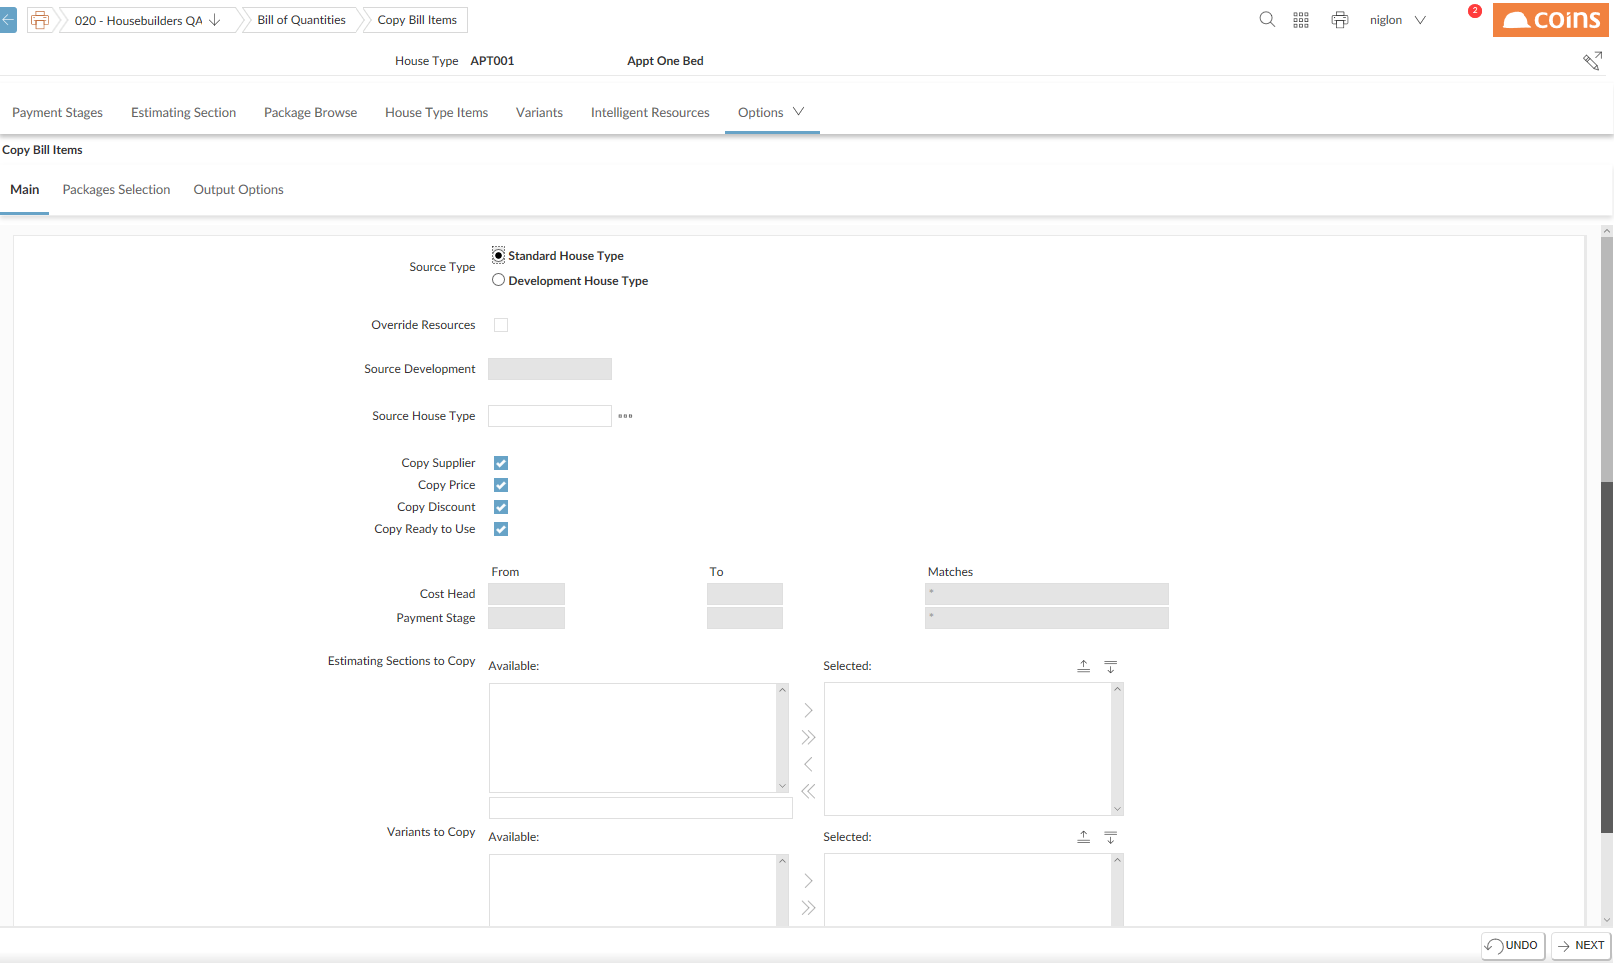 020 - Housebuilders QA
Bill of Quantities
Copy Bill Items
niglon
2
coins
House Type APT001 Appt One Bed
Payment Stages Estimating Section Package Browse House Type Items Variants Intelligent Resources Options
Copy Bill Items
Main Packages Selection Output Options
Source Type
Standard House Type
Development House Type
Override Resources
Source Development
Source House Type
Copy Supplier
Copy Price
Copy Discount
Copy Ready to Use
From To Matches
Cost Head *
Payment Stage *
Estimating Sections to Copy Available: Selected:
Variants to Copy Available: Selected:
UNDO NEXT